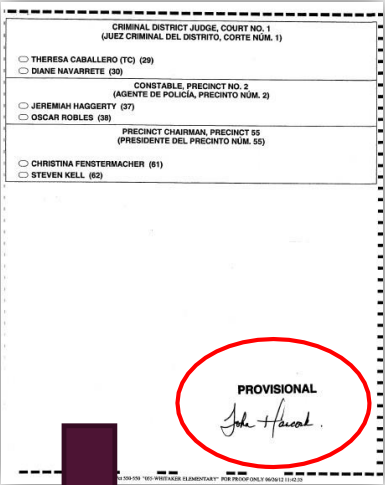 CRIMINAL DISTRICT JUDGE, COURT NO. 1
(JUEZ CRIMINAL DEL DISTRITO, CORTE NÚM. 1)
THERESA CABALLERO (TC) (29)
DIANE NAVARRETE (30)
CONSTABLE, PRECINCT NO. 2
(AGENTE DE POLICÍA, PRECINTO NÚM. 2)
JEREMIAH HAGGERTY (37)
OSCAR ROBLES (38)
PRECINCT CHAIRMAN, PRECINCT 55
(PRESIDENTE DEL PRECINTO NÚM. 55)
CHRISTINA FENSTERMACHER (61)
STEVEN KELL (62)
PROVISIONAL
John Hancock.
"055-WHITAKER ELEMENTARY" FOR PROOF ONLY 06/26/12 11:42:03